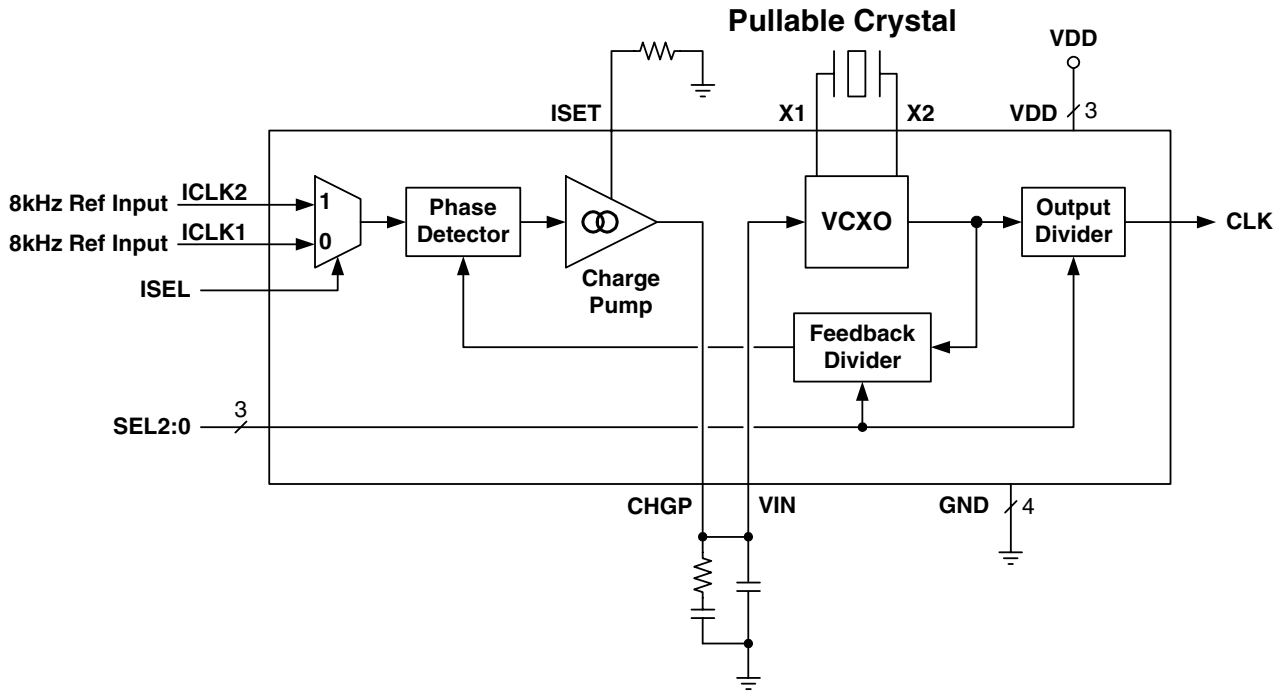 Pullable Crystal
VDD
ISET
X1
X2
VDD
3
8kHz Ref Input
ICLK2
1
8kHz Ref Input
ICLK1
0
ISEL
Phase
Detector
Charge
Pump
VCXO
Output
Divider
CLK
Feedback
Divider
SEL2:0
3
CHGP
VIN
GND
4